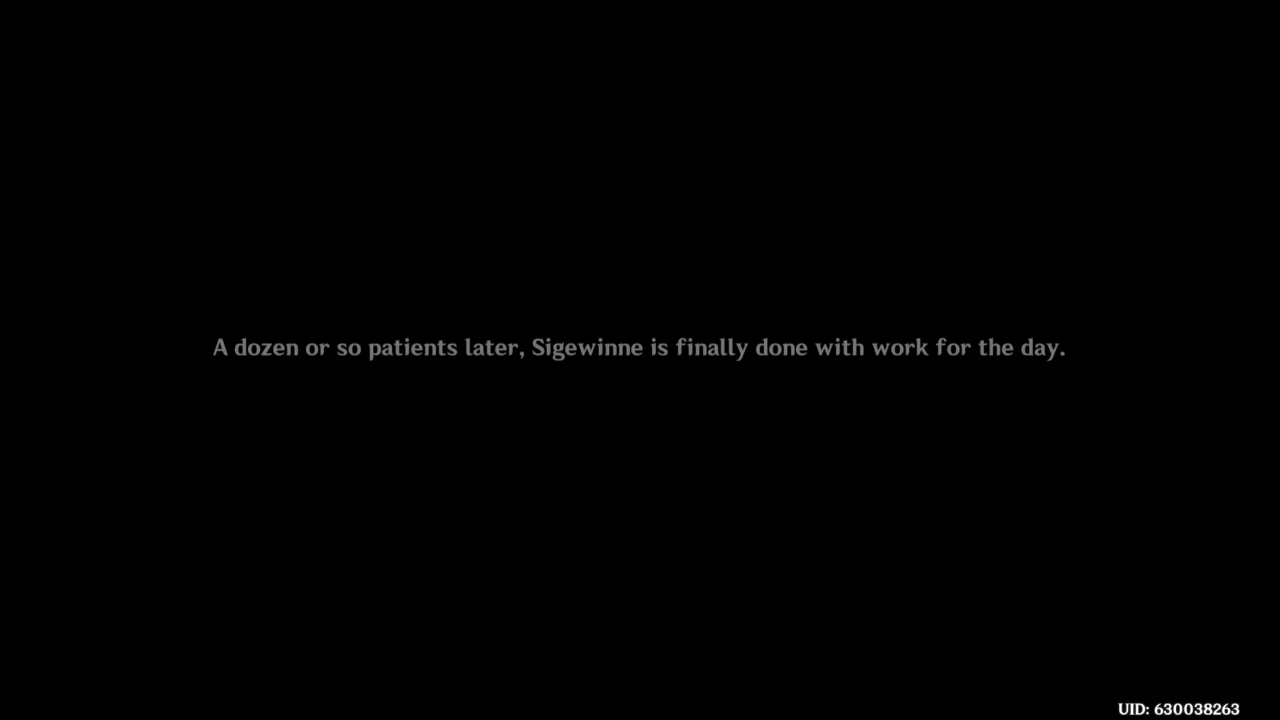 A dozen or so patients later, Sigewinne is finally done with work for the day.
UID: 630038263